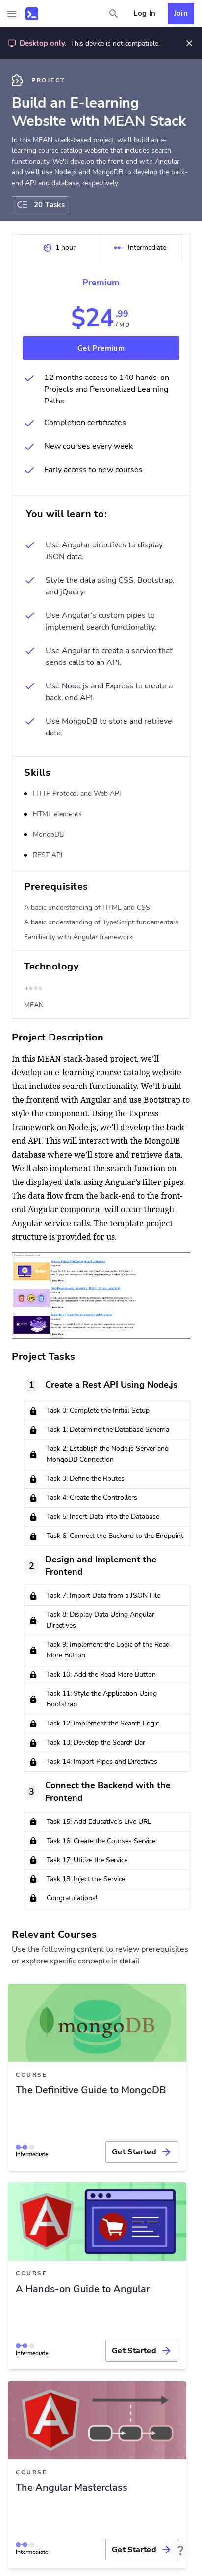 Log In
Join
Desktop only. This device is not compatible.
PROJECT
Build an E-learning
Website with MEAN Stack
In this MEAN stack-based project, we'll build an e-
learning course catalog website that includes search
functionality. We'll develop the front-end with Angular,
and we'll use Node.js and MongoDB to develop the back-
end API and database, respectively.
20 Tasks
1 hour
Intermediate
Premium
$24.99
/ MO
Get Premium
12 months access to 140 hands-on
Projects and Personalized Learning
Paths
Completion certificates
New courses every week
Early access to new courses
You will learn to:
Use Angular directives to display
JSON data.
Style the data using CSS, Bootstrap,
and jQuery.
Use Angular's custom pipes to
implement search functionality.
Use Angular to create a service that
sends calls to an API.
Use Node.js and Express to create a
back-end API.
Use MongoDB to store and retrieve
data.
Skills
HTTP Protocol and Web API
HTML elements
MongoDB
REST API
Prerequisites
A basic understanding of HTML and CSS
A basic understanding of TypeScript fundamentals
Familiarity with Angular framework
Technology
MEAN
Project Description
In this MEAN stack-based project, we'll
develop an e-learning course catalog website
that includes search functionality. We'll build
the frontend with Angular and use Bootstrap to
style the component. Using the Express
framework on Node.js, we'll develop the back-
end API. This will interact with the MongoDB
database where we'll store and retrieve data.
We'll also implement the search function on
the displayed data using Angular's filter pipes.
The data flow from the back-end to the front-
end Angular component will occur through
Angular service calls. The template project
structure is provided for us.
Project Tasks
1
Create a Rest API Using Node.js
Task 0: Complete the Initial Setup
Task 1: Determine the Database Schema
Task 2: Establish the Node.js Server and
MongoDB Connection
Task 3: Define the Routes
Task 4: Create the Controllers
Task 5: Insert Data into the Database
Task 6: Connect the Backend to the Endpoint
2
Design and Implement the
Frontend
Task 7: Import Data from a JSON File
Task 8: Display Data Using Angular
Directives
Task 9: Implement the Logic of the Read
More Button
Task 10: Add the Read More Button
Task 11: Style the Application Using
Bootstrap
Task 12: Implement the Search Logic
Task 13: Develop the Search Bar
Task 14: Import Pipes and Directives
3
Connect the Backend with the
Frontend
Task 15: Add Educative's Live URL
Task 16: Create the Courses Service
Task 17: Utilize the Service
Task 18: Inject the Service
Congratulations!
Relevant Courses
Use the following content to review prerequisites
or explore specific concepts in detail.
mongoDB
COURSE
The Definitive Guide to MongoDB
Intermediate
Get Started
COURSE
A Hands-on Guide to Angular
Intermediate
Get Started
COURSE
The Angular Masterclass
Intermediate
Get Started
?